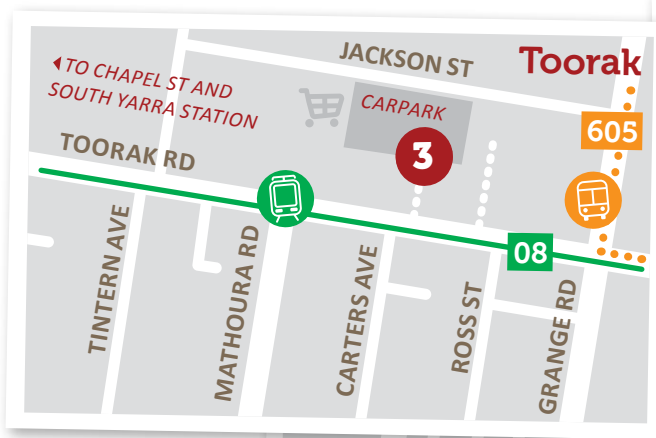 JACKSON ST
Toorak
◂TO CHAPEL ST AND
SOUTH YARRA STATION
CARPARK
605
TOORAK RD
3
08
TINTERN AVE
MATHOURA RD
CARTERS AVE
ROSS ST
GRANGE RD